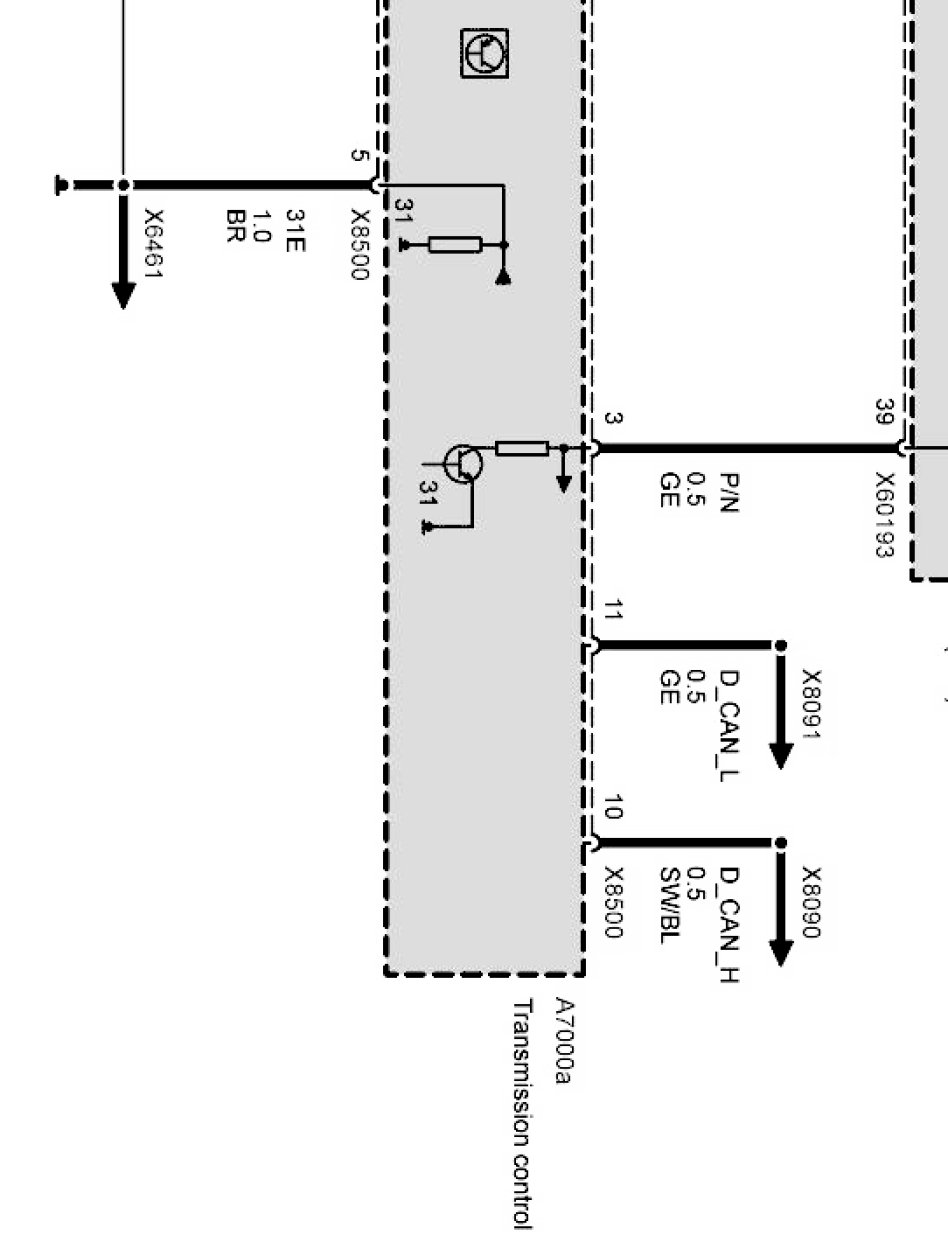 39
X60193
X8091
X8090
P/N
0.5
GE
D_CAN_L
0.5
GE
D_CAN_H
0.5
SW/BL
3
11
10
X8500
A7000a
Transmission control
31
31
5
X8500
31E
1.0
BR
X6461